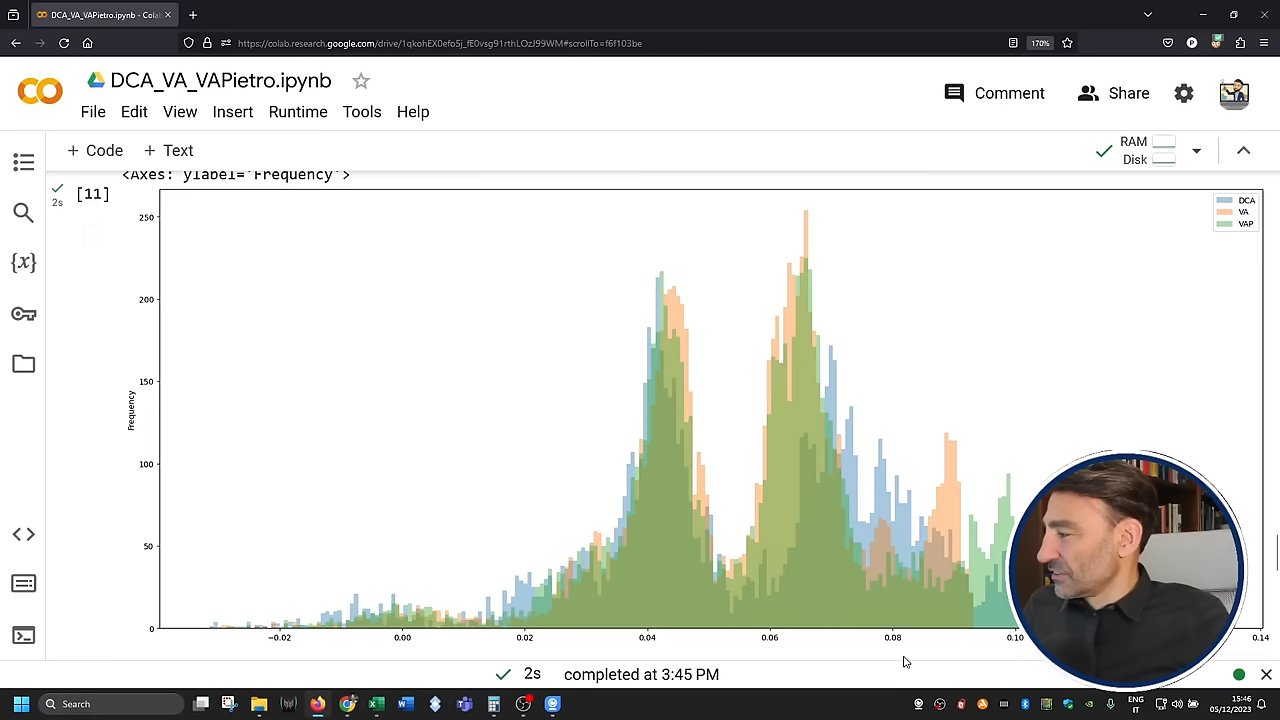 DCA_VA_VAPietro.ipynb - Cola
https://colab.research.google.com/drive/1qkohEX0efo5j_fE0vsg91rthLOzJ99WM#scrollTo=f6f103be
170%
DCA_VA_VAPietro.ipynb
File Edit View Insert Runtime Tools Help
Comment
Share
+ Code + Text
RAM
Disk
<Axes: ylabel='Frequency'>
[11]
2s
{x}
DCA
VA
VAP
250
200
150
100
50
0
Frequency
−0.02 0.00 0.02 0.04 0.06 0.08 0.10 0.14
2s completed at 3:45 PM
Search
ENG
IT
15:46
05/12/2023